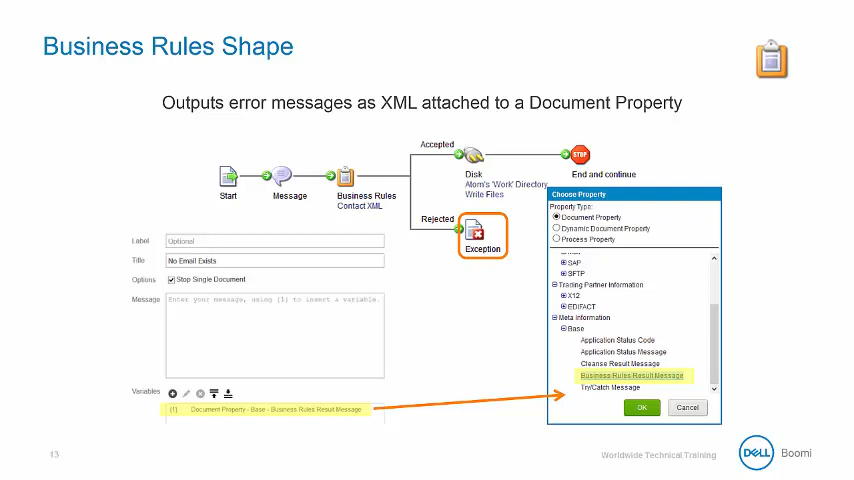 Business Rules Shape
Outputs error messages as XML attached to a Document Property
Accepted
STOP
Start
Message
Business Rules
Contact XML
Disk
Atom's 'Work' Directory
Write Files
End and continue
Rejected
Exception
Label
Optional
Title
No Email Exists
Options
Stop Single Document
Message
Enter your message, using {1} to insert a variable.
Variables
{1} Document Property - Base - Business Rules Result Message
Choose Property
Property Type:
Document Property
Dynamic Document Property
Process Property
SAP
SFTP
Trading Partner Information
X12
EDIFACT
Meta Information
Base
Application Status Code
Application Status Message
Cleanse Result Message
Business Rules Result Message
Try/Catch Message
OK
Cancel
13
Worldwide Technical Training
DELL
Boomi